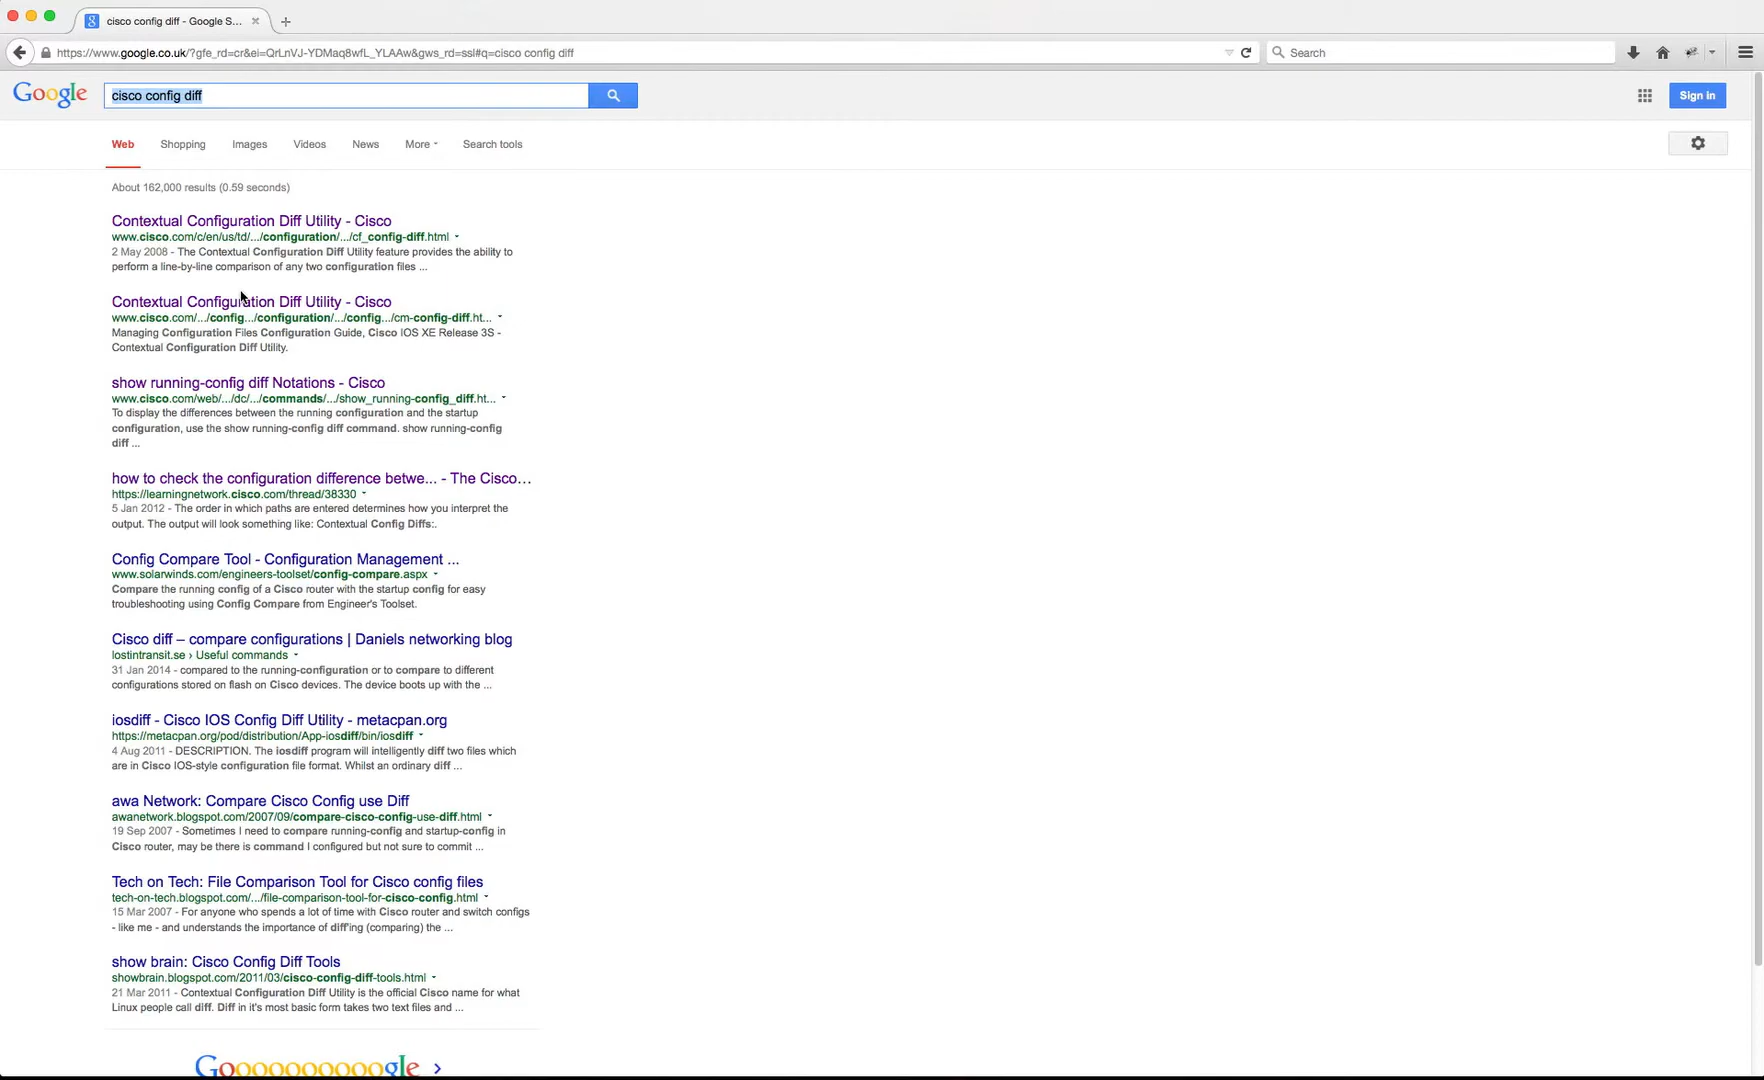 cisco config diff - Google S...
https://www.google.co.uk/?gfe_rd=cr&ei=QrLnVJ-YDMaq8wfL_YLAAw&gws_rd=ssl#q=cisco config diff
Search
Google
cisco config diff
Sign in
Web Shopping Images Videos News More Search tools
About 162,000 results (0.59 seconds)
Contextual Configuration Diff Utility - Cisco
www.cisco.com/c/en/us/td/.../configuration/.../cf_config-diff.html
2 May 2008 - The Contextual Configuration Diff Utility feature provides the ability to
perform a line-by-line comparison of any two configuration files ...
Contextual Configuration Diff Utility - Cisco
www.cisco.com/.../config.../configuration/.../config.../cm-config-diff.ht...
Managing Configuration Files Configuration Guide, Cisco IOS XE Release 3S -
Contextual Configuration Diff Utility.
show running-config diff Notations - Cisco
www.cisco.com/web/.../dc/.../commands/.../show_running-config_diff.ht...
To display the differences between the running configuration and the startup
configuration, use the show running-config diff command. show running-config
diff ...
how to check the configuration difference betwe... - The Cisco...
https://learningnetwork.cisco.com/thread/38330
5 Jan 2012 - The order in which paths are entered determines how you interpret the
output. The output will look something like: Contextual Config Diffs:.
Config Compare Tool - Configuration Management ...
www.solarwinds.com/engineers-toolset/config-compare.aspx
Compare the running config of a Cisco router with the startup config for easy
troubleshooting using Config Compare from Engineer's Toolset.
Cisco diff – compare configurations | Daniels networking blog
lostintransit.se › Useful commands
31 Jan 2014 - compared to the running-configuration or to compare to different
configurations stored on flash on Cisco devices. The device boots up with the ...
iosdiff - Cisco IOS Config Diff Utility - metacpan.org
https://metacpan.org/pod/distribution/App-iosdiff/bin/iosdiff
4 Aug 2011 - DESCRIPTION. The iosdiff program will intelligently diff two files which
are in Cisco IOS-style configuration file format. Whilst an ordinary diff ...
awa Network: Compare Cisco Config use Diff
awanetwork.blogspot.com/2007/09/compare-cisco-config-use-diff.html
19 Sep 2007 - Sometimes I need to compare running-config and startup-config in
Cisco router, may be there is command I configured but not sure to commit ...
Tech on Tech: File Comparison Tool for Cisco config files
tech-on-tech.blogspot.com/.../file-comparison-tool-for-cisco-config.html
15 Mar 2007 - For anyone who spends a lot of time with Cisco router and switch configs
- like me - and understands the importance of diff'ing (comparing) the ...
show brain: Cisco Config Diff Tools
showbrain.blogspot.com/2011/03/cisco-config-diff-tools.html
21 Mar 2011 - Contextual Configuration Diff Utility is the official Cisco name for what
Linux people call diff. Diff in it's most basic form takes two text files and ...
Goooooooooogle